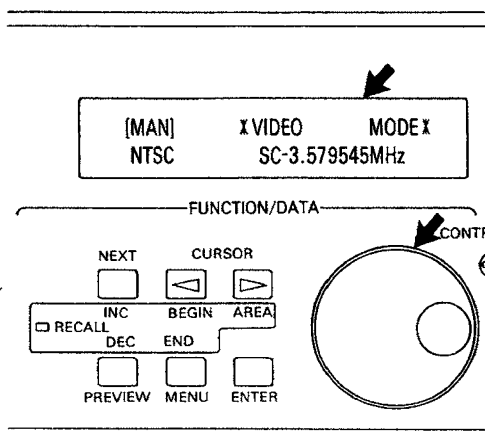 [MAN] *VIDEO MODE*
NTSC SC-3.579545MHz
FUNCTION/DATA
CONTR
NEXT CURSOR
INC BEGIN AREA
RECALL
DEC END
PREVIEW MENU ENTER